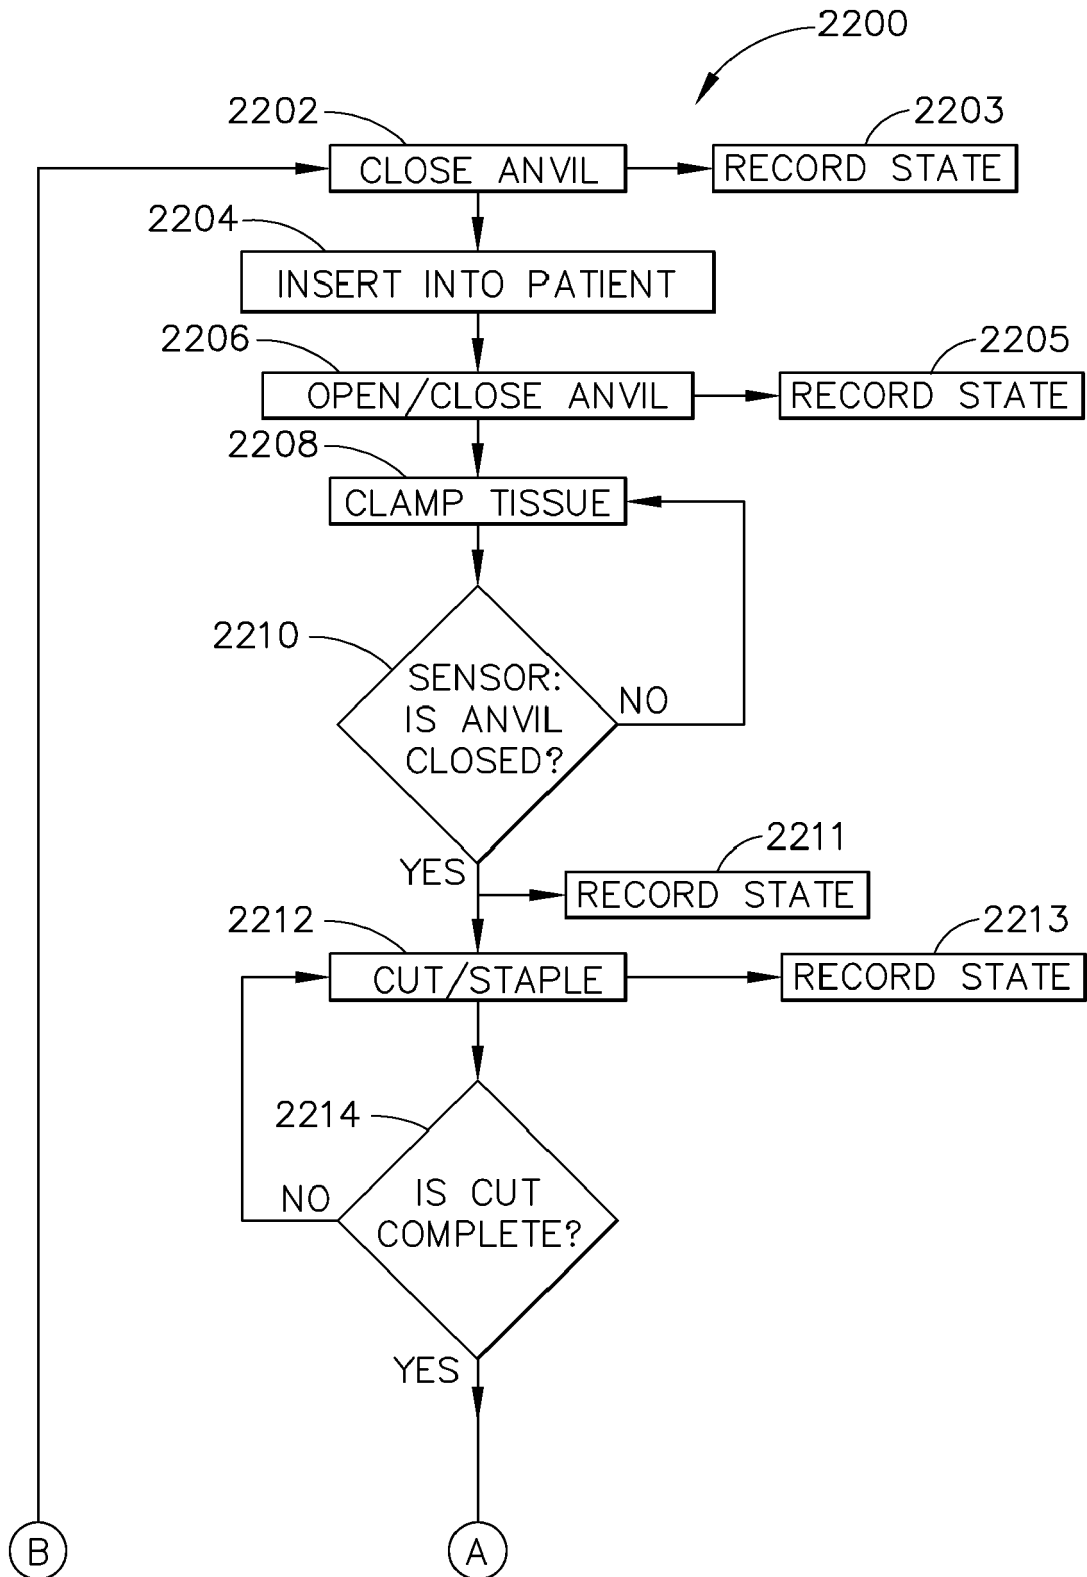 2200
2202
2203
CLOSE ANVIL
RECORD STATE
2204
INSERT INTO PATIENT
2206
2205
OPEN/CLOSE ANVIL
RECORD STATE
2208
CLAMP TISSUE
2210
SENSOR:
IS ANVIL
CLOSED?
NO
YES
2211
RECORD STATE
2212
2213
CUT/STAPLE
RECORD STATE
2214
IS CUT
COMPLETE?
NO
YES
B
A